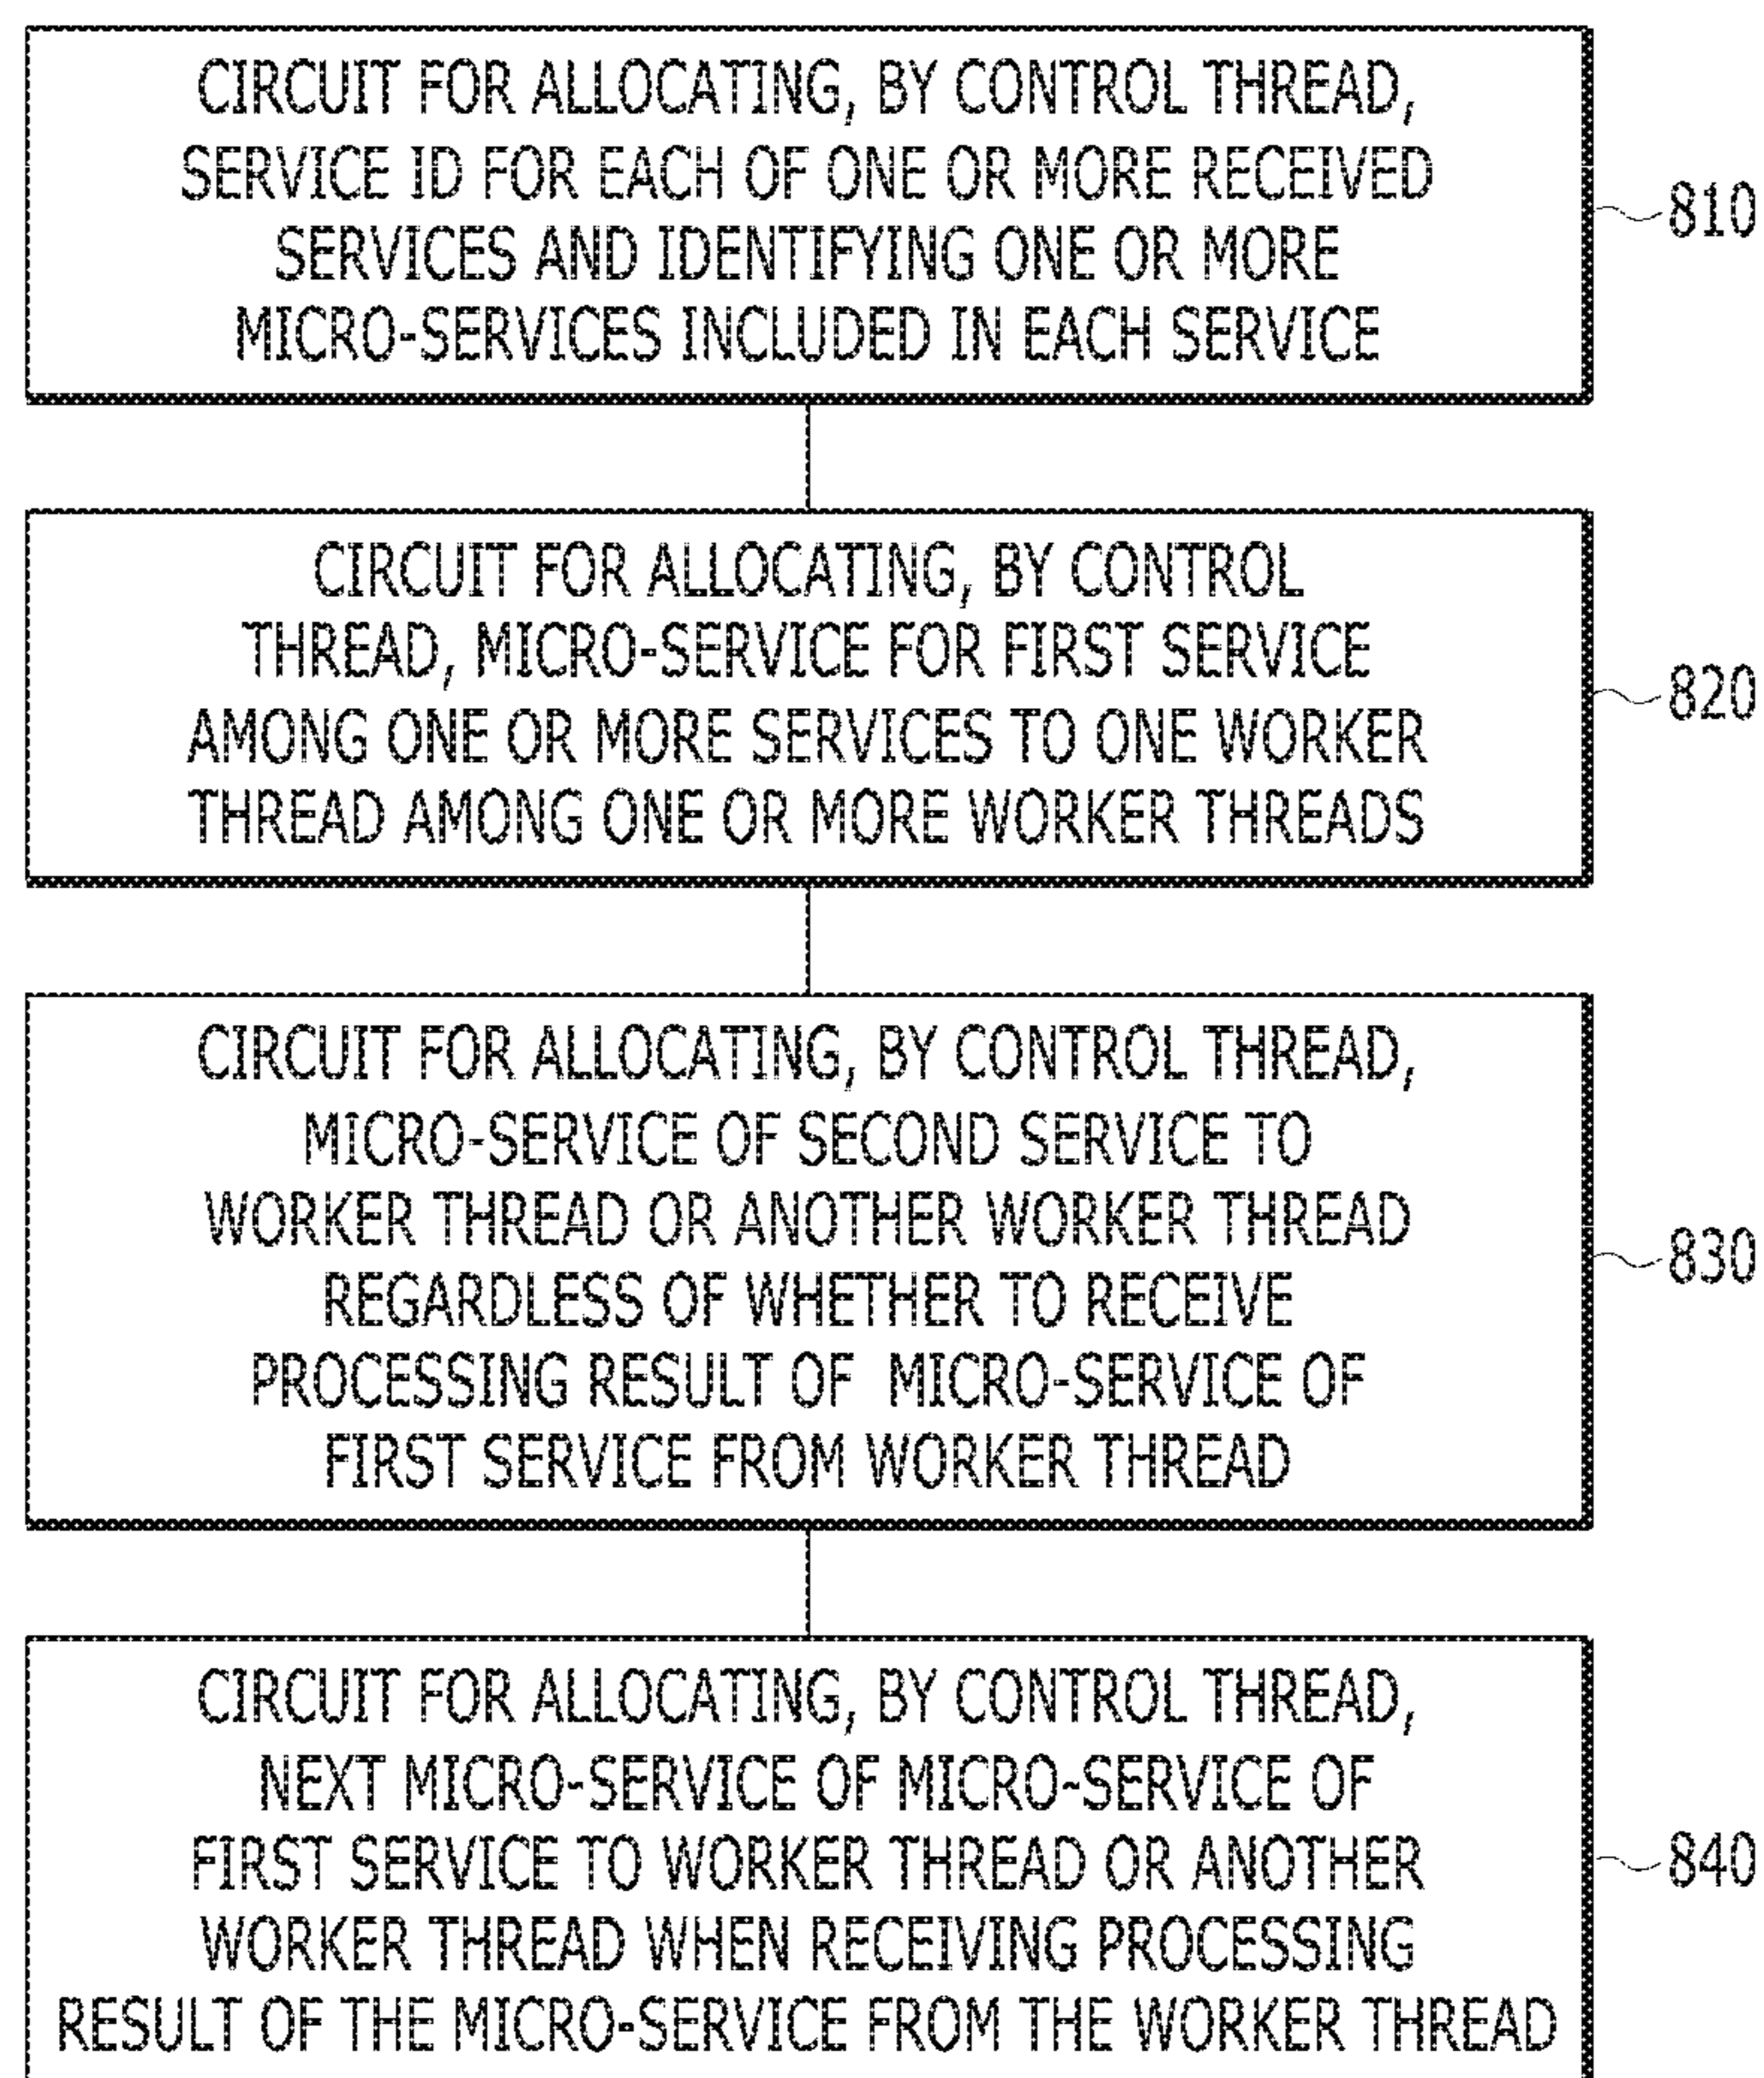 CIRCUIT FOR ALLOCATING, BY CONTROL THREAD,
SERVICE ID FOR EACH OF ONE OR MORE RECEIVED
SERVICES AND IDENTIFYING ONE OR MORE
MICRO-SERVICES INCLUDED IN EACH SERVICE
810
CIRCUIT FOR ALLOCATING, BY CONTROL
THREAD, MICRO-SERVICE FOR FIRST SERVICE
AMONG ONE OR MORE SERVICES TO ONE WORKER
THREAD AMONG ONE OR MORE WORKER THREADS
820
CIRCUIT FOR ALLOCATING, BY CONTROL THREAD,
MICRO-SERVICE OF SECOND SERVICE TO
WORKER THREAD OR ANOTHER WORKER THREAD
REGARDLESS OF WHETHER TO RECEIVE
PROCESSING RESULT OF MICRO-SERVICE OF
FIRST SERVICE FROM WORKER THREAD
830
CIRCUIT FOR ALLOCATING, BY CONTROL THREAD,
NEXT MICRO-SERVICE OF MICRO-SERVICE OF
FIRST SERVICE TO WORKER THREAD OR ANOTHER
WORKER THREAD WHEN RECEIVING PROCESSING
RESULT OF THE MICRO-SERVICE FROM THE WORKER THREAD
840